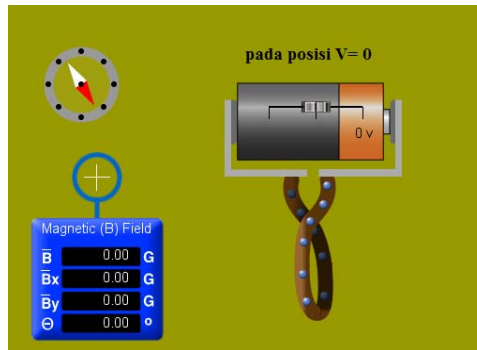 pada posisi V= 0
0 v
Magnetic (B) Field
B 0.00 G
Bx 0.00 G
By 0.00 G
Θ 0.00 o